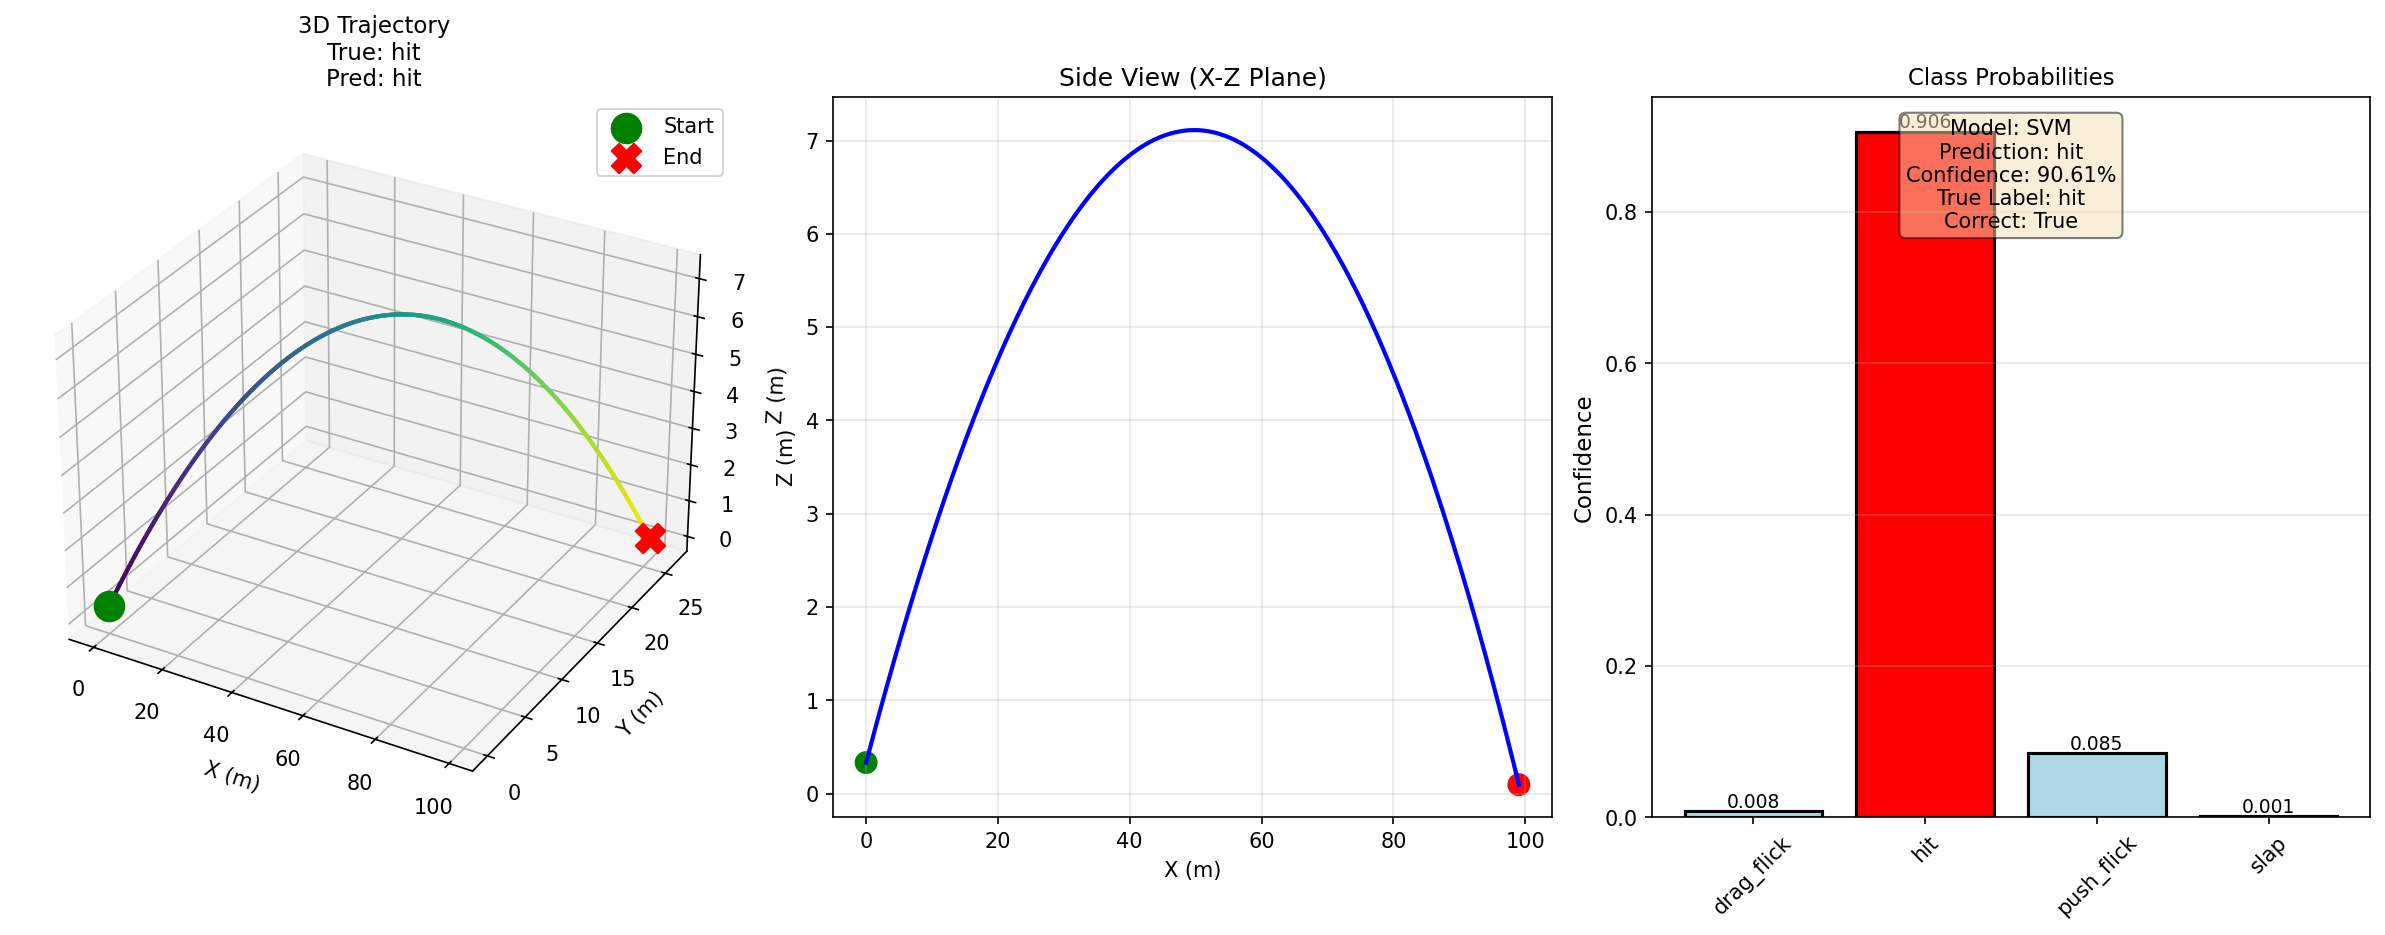 3D Trajectory
True: hit
Pred: hit
Start
End
7
6
5
4
3
2
1
0
Z (m)
25
20
15
10
5
0
Y (m)
0
20
40
60
80
100
X (m)
Side View (X-Z Plane)
7
6
5
4
3
2
1
0
Z (m)
0
20
40
60
80
100
X (m)
Class Probabilities
0.906
Model: SVM
Prediction: hit
Confidence: 90.61%
True Label: hit
Correct: True
0.8
0.6
0.4
0.2
0.0
Confidence
0.008
0.085
0.001
drag_flick
hit
push_flick
slap